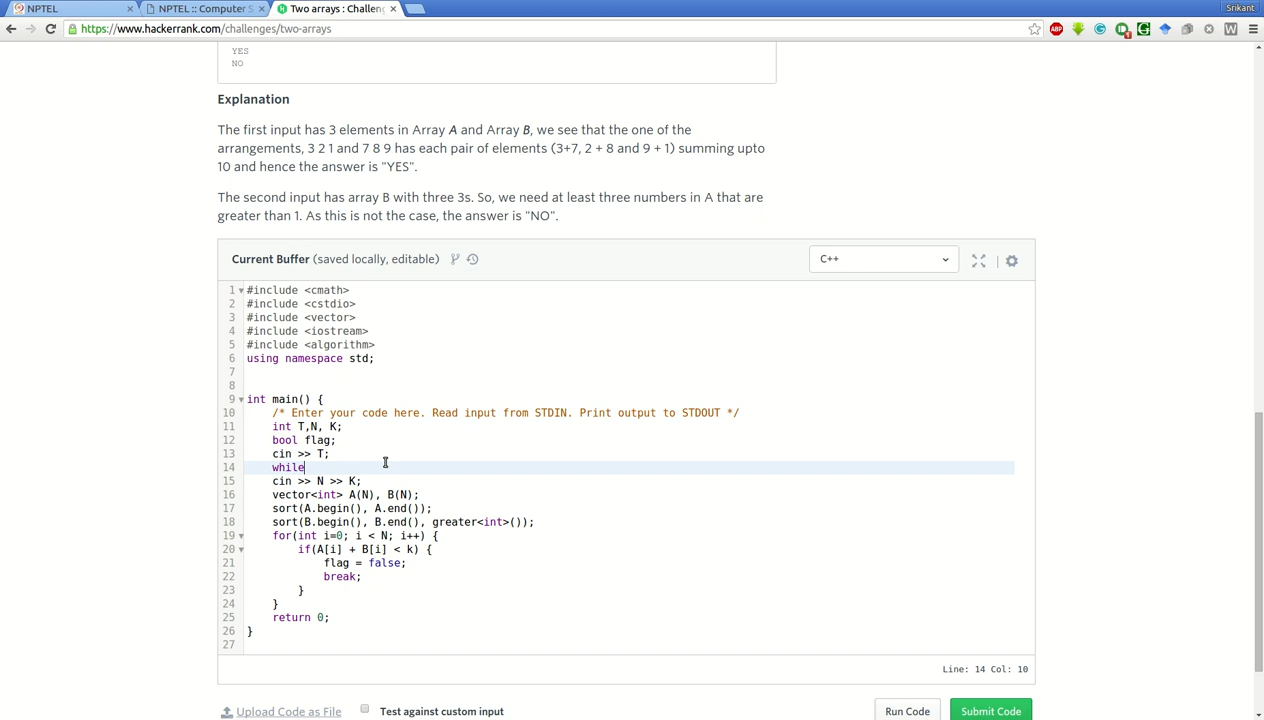 NPTEL
NPTEL :: Computer S
Two arrays : Challeng
Srikant
https://www.hackerrank.com/challenges/two-arrays
YES
NO
Explanation
The first input has 3 elements in Array A and Array B, we see that the one of the
arrangements, 3 2 1 and 7 8 9 has each pair of elements (3+7, 2 + 8 and 9 + 1) summing upto
10 and hence the answer is "YES".
The second input has array B with three 3s. So, we need at least three numbers in A that are
greater than 1. As this is not the case, the answer is "NO".
Current Buffer (saved locally, editable)
C++
1 #include <cmath>
2 #include <cstdio>
3 #include <vector>
4 #include <iostream>
5 #include <algorithm>
6 using namespace std;
7
8
9 int main() {
10 /* Enter your code here. Read input from STDIN. Print output to STDOUT */
11 int T,N, K;
12 bool flag;
13 cin >> T;
14 while
15 cin >> N >> K;
16 vector<int> A(N), B(N);
17 sort(A.begin(), A.end());
18 sort(B.begin(), B.end(), greater<int>());
19 for(int i=0; i < N; i++) {
20 if(A[i] + B[i] < k) {
21 flag = false;
22 break;
23 }
24 }
25 return 0;
26 }
27
Line: 14 Col: 10
Upload Code as File
Test against custom input
Run Code
Submit Code